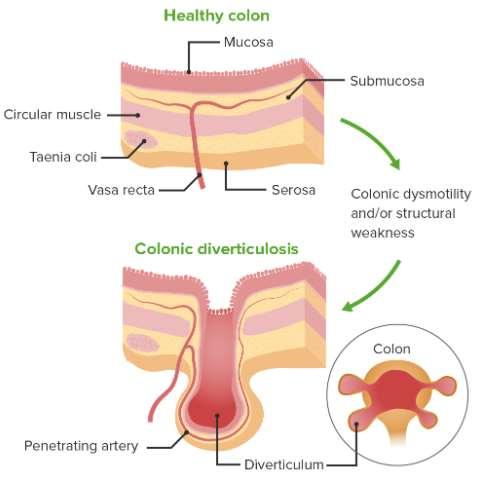 Healthy colon
Mucosa
Submucosa
Circular muscle
Taenia coli
Vasa recta
Serosa
Colonic dysmotility
and/or structural
weakness
Colonic diverticulosis
Colon
Penetrating artery
Diverticulum